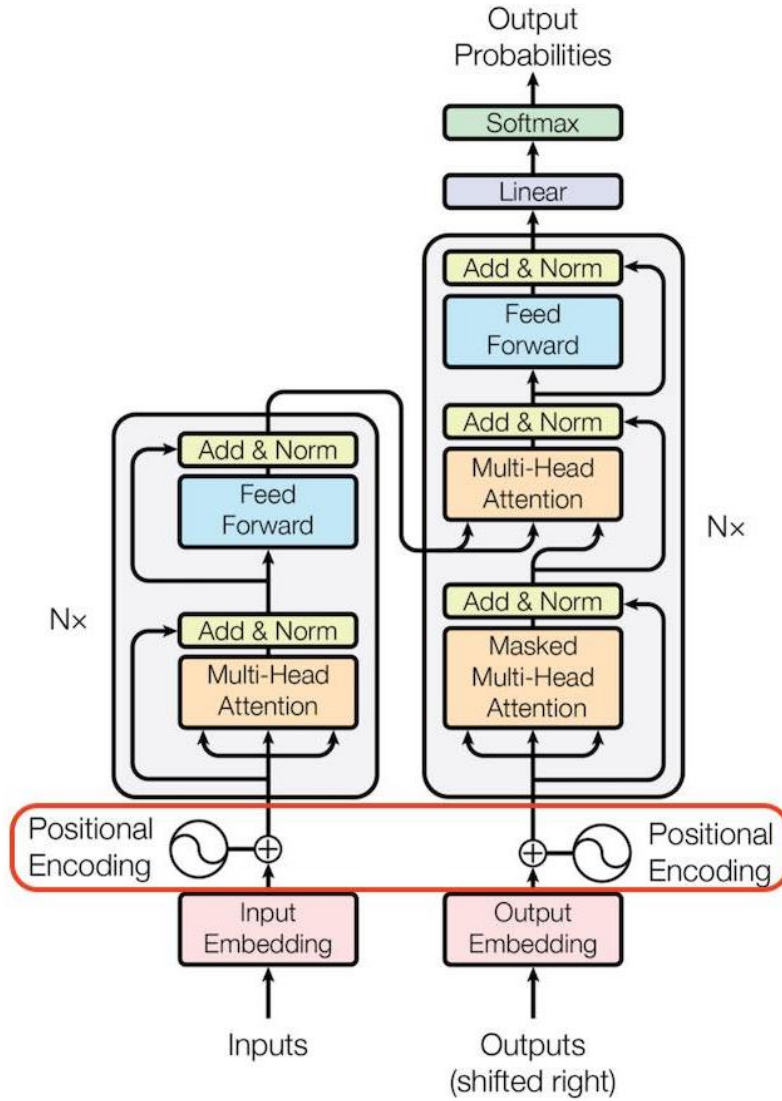 Output
Probabilities
Softmax
Linear
Add & Norm
Feed
Forward
Add & Norm
Multi-Head
Attention
Nx
Add & Norm
Masked
Multi-Head
Attention
Add & Norm
Feed
Forward
Nx
Add & Norm
Multi-Head
Attention
Positional
Encoding
Positional
Encoding
Input
Embedding
Output
Embedding
Inputs
Outputs
(shifted right)